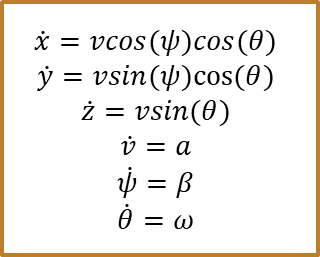 ẋ = vcos(ψ)cos(θ)
ẏ = vsin(ψ)cos(θ)
ż = vsin(θ)
v̇ = a
ψ̇ = β
θ̇ = ω